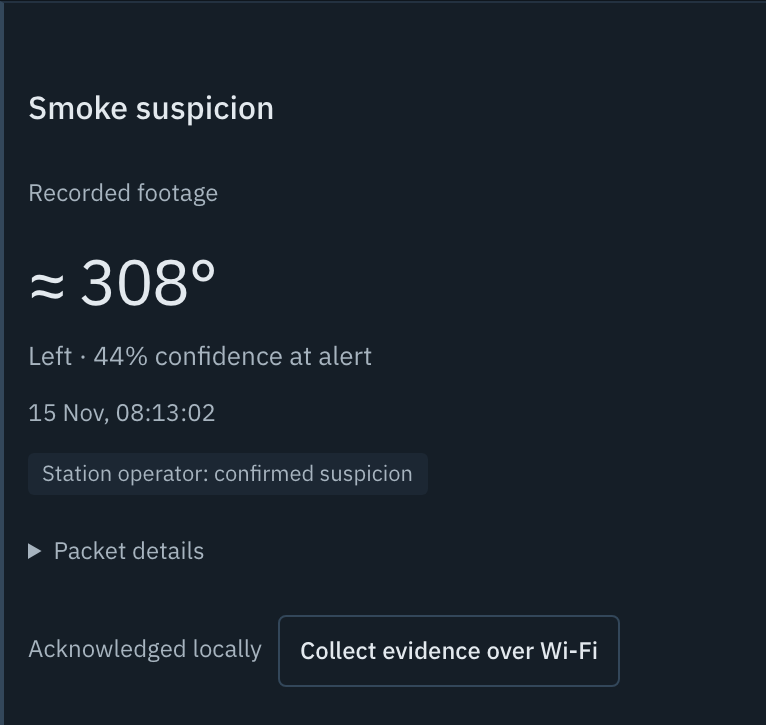 Smoke suspicion
Recorded footage
≈ 308°
Left · 44% confidence at alert
15 Nov, 08:13:02
Station operator: confirmed suspicion
Packet details
Acknowledged locally
Collect evidence over Wi-Fi